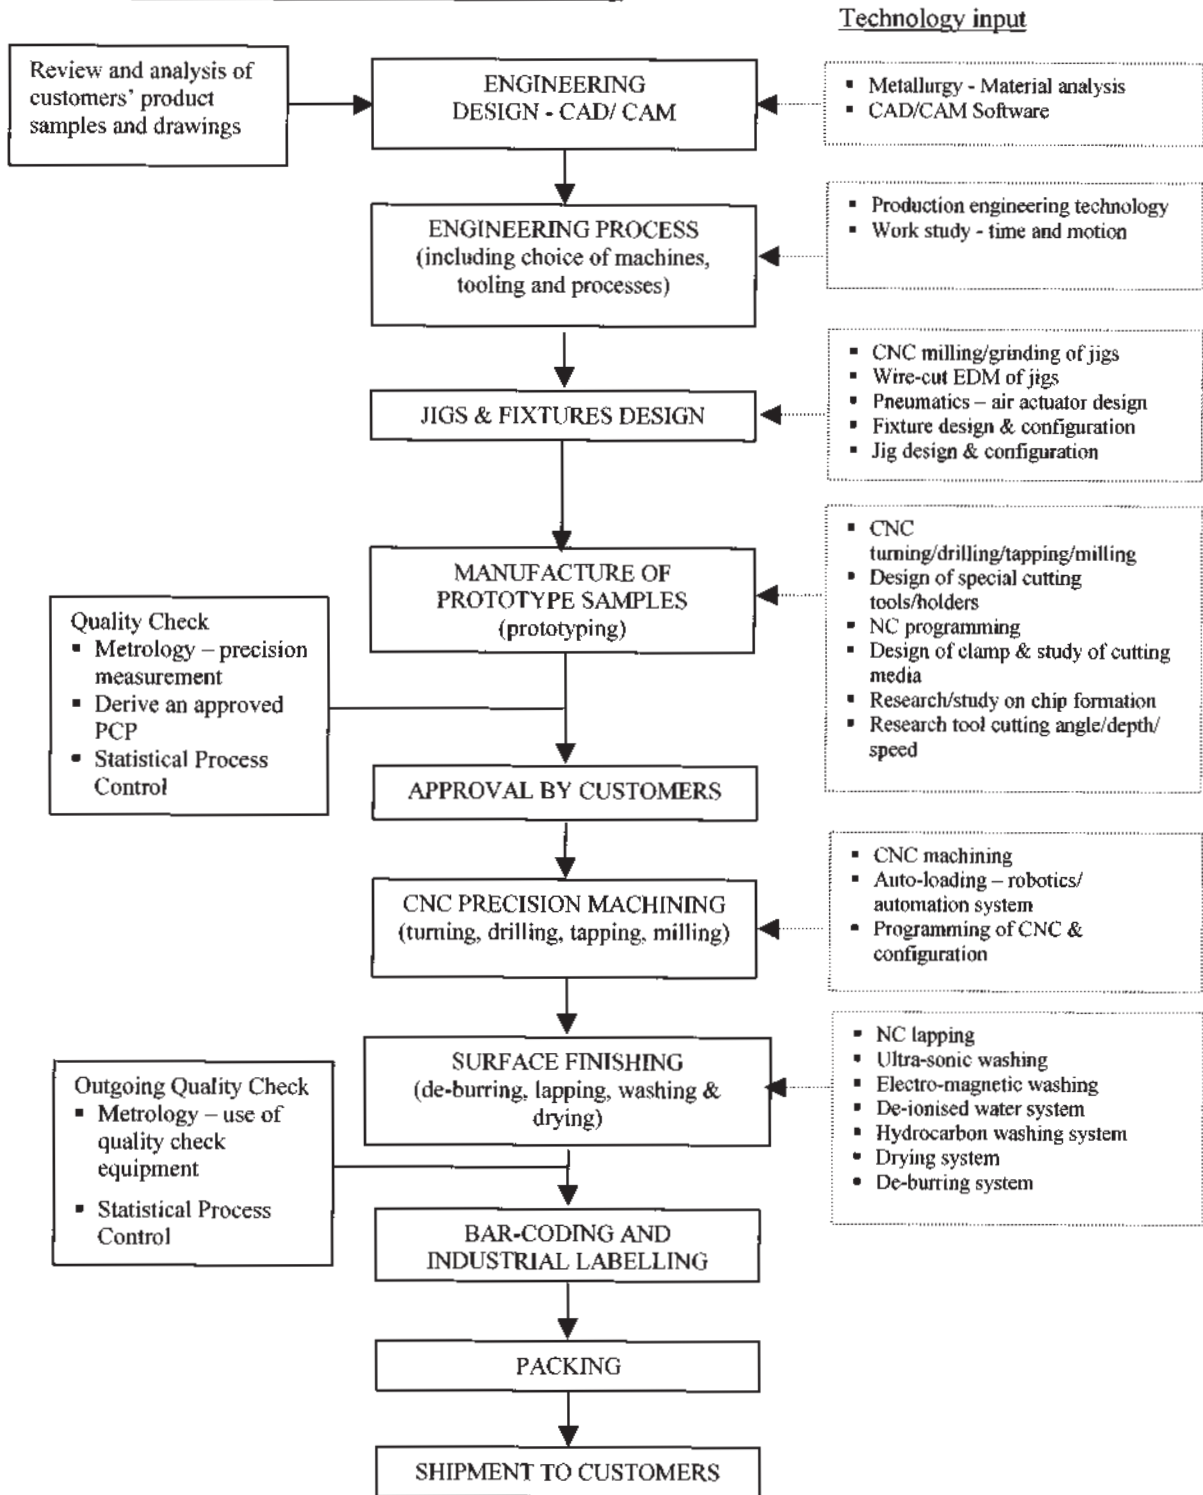 Technology input
Review and analysis of
customers' product
samples and drawings
ENGINEERING
DESIGN - CAD/ CAM
▪ Metallurgy - Material analysis
▪ CAD/CAM Software
ENGINEERING PROCESS
(including choice of machines,
tooling and processes)
▪ Production engineering technology
▪ Work study - time and motion
JIGS & FIXTURES DESIGN
▪ CNC milling/grinding of jigs
▪ Wire-cut EDM of jigs
▪ Pneumatics – air actuator design
▪ Fixture design & configuration
▪ Jig design & configuration
MANUFACTURE OF
PROTOTYPE SAMPLES
(prototyping)
▪ CNC
turning/drilling/tapping/milling
▪ Design of special cutting
tools/holders
▪ NC programming
▪ Design of clamp & study of cutting
media
▪ Research/study on chip formation
▪ Research tool cutting angle/depth/
speed
Quality Check
▪ Metrology – precision
measurement
▪ Derive an approved
PCP
▪ Statistical Process
Control
APPROVAL BY CUSTOMERS
CNC PRECISION MACHINING
(turning, drilling, tapping, milling)
▪ CNC machining
▪ Auto-loading – robotics/
automation system
▪ Programming of CNC &
configuration
SURFACE FINISHING
(de-burring, lapping, washing &
drying)
▪ NC lapping
▪ Ultra-sonic washing
▪ Electro-magnetic washing
▪ De-ionised water system
▪ Hydrocarbon washing system
▪ Drying system
▪ De-burring system
Outgoing Quality Check
▪ Metrology – use of
quality check
equipment
▪ Statistical Process
Control
BAR-CODING AND
INDUSTRIAL LABELLING
PACKING
SHIPMENT TO CUSTOMERS